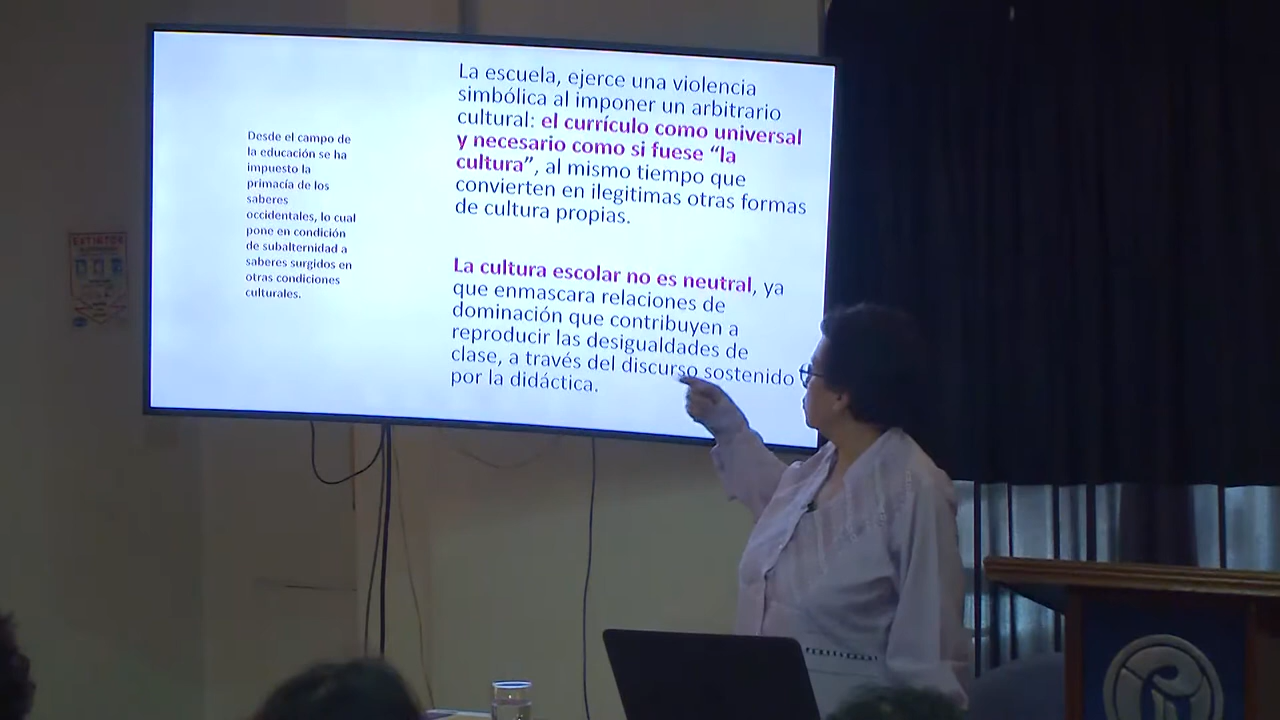 Desde el campo de
la educación se ha
impuesto la
primacía de los
saberes
occidentales, lo cual
pone en condición
de subalternidad a
saberes surgidos en
otras condiciones
culturales.
La escuela, ejerce una violencia
simbólica al imponer un arbitrario
cultural: el currículo como universal
y necesario como si fuese “la
cultura”, al mismo tiempo que
convierten en ilegitimas otras formas
de cultura propias.
La cultura escolar no es neutral, ya
que enmascara relaciones de
dominación que contribuyen a
reproducir las desigualdades de
clase, a través del discurso sostenido
por la didáctica.
EXTINTOR